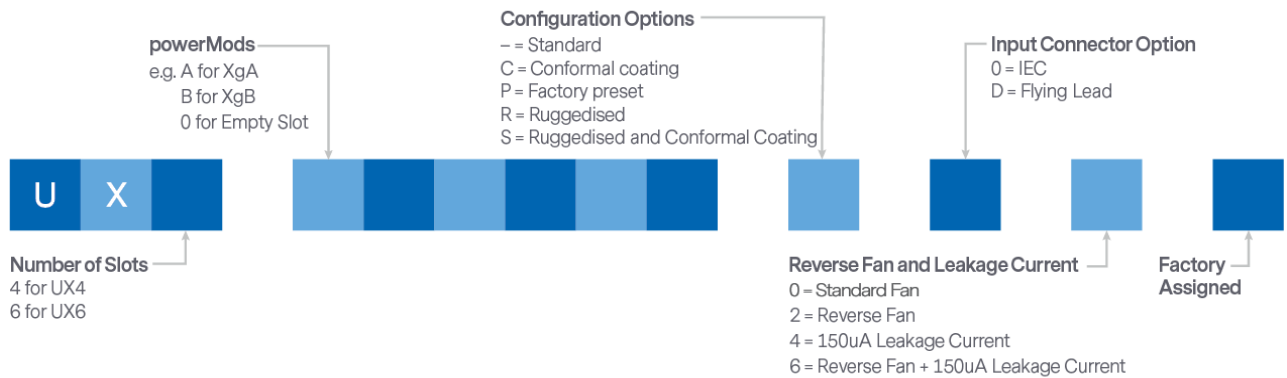 Configuration Options
– = Standard
C = Conformal coating
P = Factory preset
R = Ruggedised
S = Ruggedised and Conformal Coating
powerMods
e.g. A for XgA
B for XgB
0 for Empty Slot
Input Connector Option
0 = IEC
D = Flying Lead
U X
Number of Slots
4 for UX4
6 for UX6
Reverse Fan and Leakage Current
0 = Standard Fan
2 = Reverse Fan
4 = 150uA Leakage Current
6 = Reverse Fan + 150uA Leakage Current
Factory
Assigned